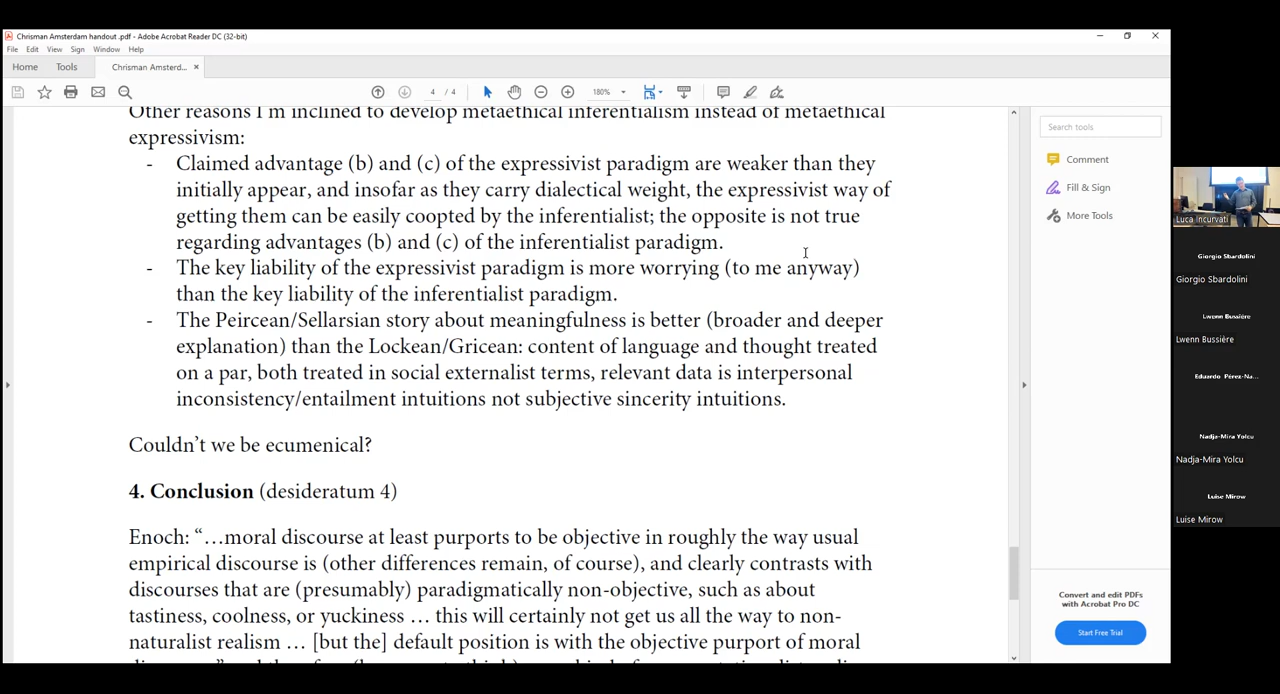 Chrisman Amsterdam handout .pdf - Adobe Acrobat Reader DC (32-bit)
File Edit View Sign Window Help
Home Tools Chrisman Amsterd... ×
4 / 4 180%
Other reasons I'm inclined to develop metaethical inferentialism instead of metaethical
expressivism:
- Claimed advantage (b) and (c) of the expressivist paradigm are weaker than they
initially appear, and insofar as they carry dialectical weight, the expressivist way of
getting them can be easily coopted by the inferentialist; the opposite is not true
regarding advantages (b) and (c) of the inferentialist paradigm.
- The key liability of the expressivist paradigm is more worrying (to me anyway)
than the key liability of the inferentialist paradigm.
- The Peircean/Sellarsian story about meaningfulness is better (broader and deeper
explanation) than the Lockean/Gricean: content of language and thought treated
on a par, both treated in social externalist terms, relevant data is interpersonal
inconsistency/entailment intuitions not subjective sincerity intuitions.
Couldn't we be ecumenical?
4. Conclusion (desideratum 4)
Enoch: “…moral discourse at least purports to be objective in roughly the way usual
empirical discourse is (other differences remain, of course), and clearly contrasts with
discourses that are (presumably) paradigmatically non-objective, such as about
tastiness, coolness, or yuckiness … this will certainly not get us all the way to non-
naturalist realism … [but the] default position is with the objective purport of moral
Search tools
Comment
Fill & Sign
More Tools
Convert and edit PDFs
with Acrobat Pro DC
Start Free Trial
Luca Incurvati
Giorgio Sbardolini
Giorgio Sbardolini
Lwenn Bussière
Lwenn Bussière
Eduardo Pérez-Na...
Nadja-Mira Yolcu
Nadja-Mira Yolcu
Luise Mirow
Luise Mirow